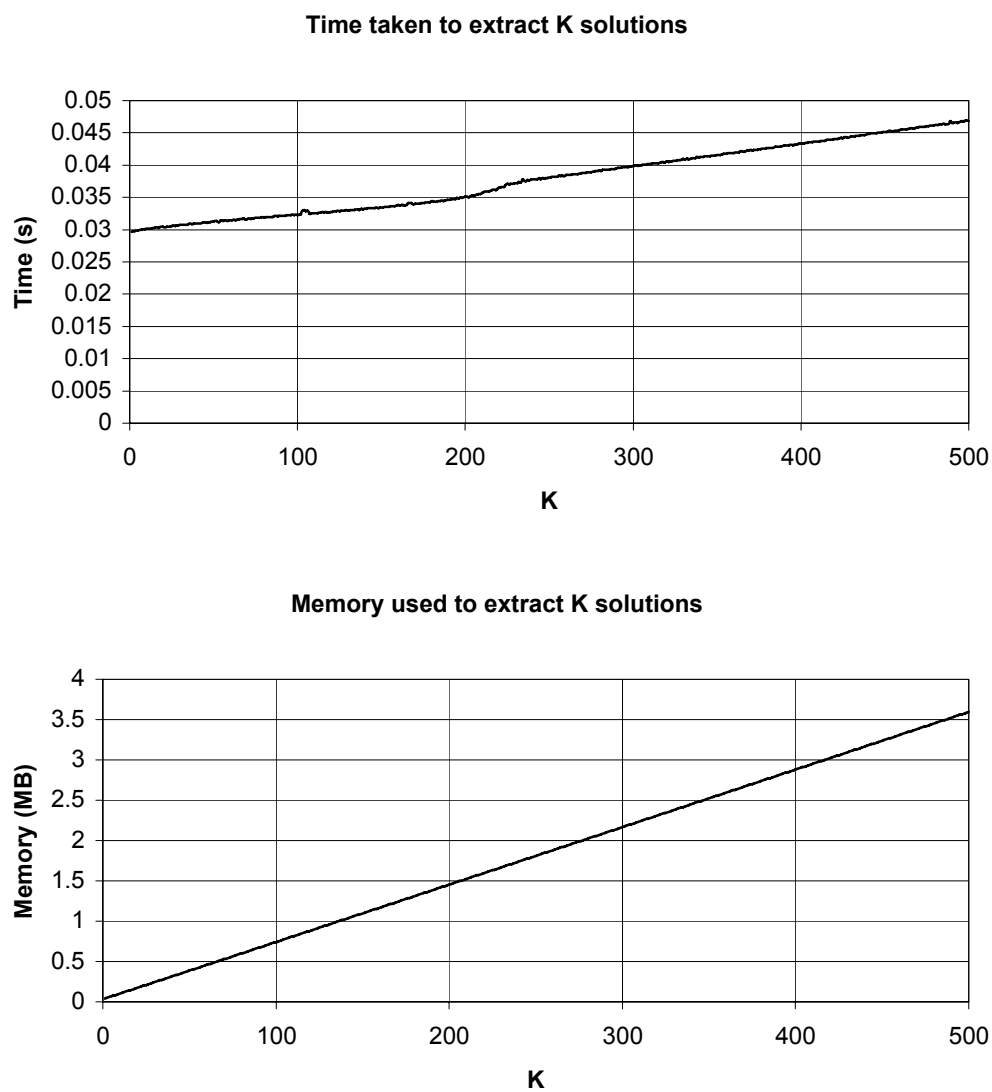 Time taken to extract K solutions
0.05
0.045
0.04
0.035
0.03
0.025
0.02
0.015
0.01
0.005
0
Time (s)
0 100 200 300 400 500
K
Memory used to extract K solutions
4
3.5
3
2.5
2
1.5
1
0.5
0
Memory (MB)
0 100 200 300 400 500
K